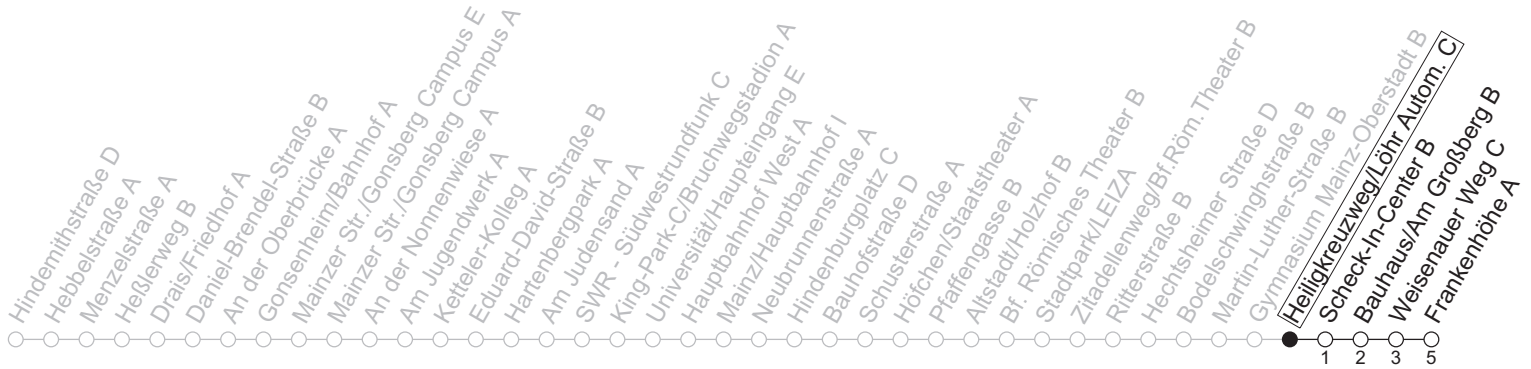 Hindemithstraße D
Hebbelstraße A
Menzelstraße A
Heßlenweg B
Drais/Friedhof A
Daniel-Brendel-Straße B
An der Oberbrücke A
Gonsenheim/Bahnhof A
Mainzer Str./Gonsberg Campus E
Mainzer Str./Gonsberg Campus A
An der Nonnenwiese A
Am Jugendwerk A
Ketteler-Kolleg A
Eduard-David-Straße B
Hartenbergpark A
Am Judensand A
SWR - Südwestrundfunk C
King-Park-C/Bruchwegstadion A
Universität/Haupteingang E
Hauptbahnhof West A
Mainz/Hauptbahnhof I
Neubrunnenstraße A
Hindenburgplatz C
Bauhofstraße D
Schusterstraße A
Höfchen/Staatstheater A
Pfaffengasse B
Altstadt/Holzhof B
Bf. Römisches Theater B
Stadtpark/LEIZA
Zitadellenweg/Bf.Röm. Theater B
Ritterstraße B
Hechtsheimer Straße D
Bodelschwinghstraße B
Martin-Luther-Straße B
Gymnasium Mainz-Oberstadt B
Heiligkreuzweg/Löhr Autom. C
Scheck-In-Center B
Bauhaus/Am Großberg B
Weisenauer Weg C
Frankenhöhe A
1 2 3 5